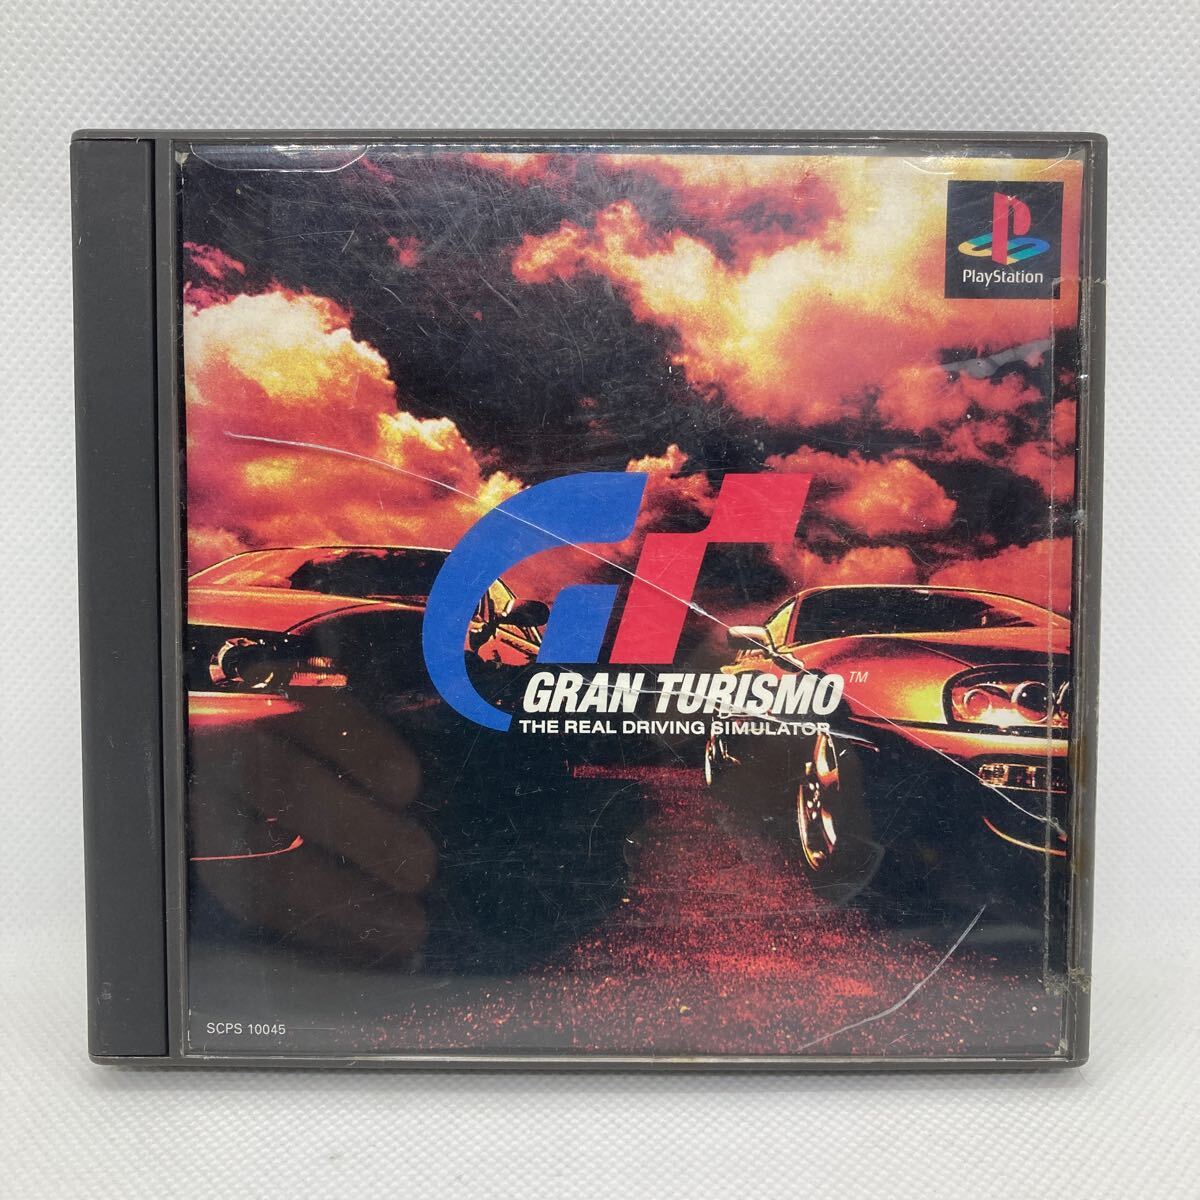 PlayStation
GT
GRAN TURISMO™
THE REAL DRIVING SIMULATOR
SCPS 10045